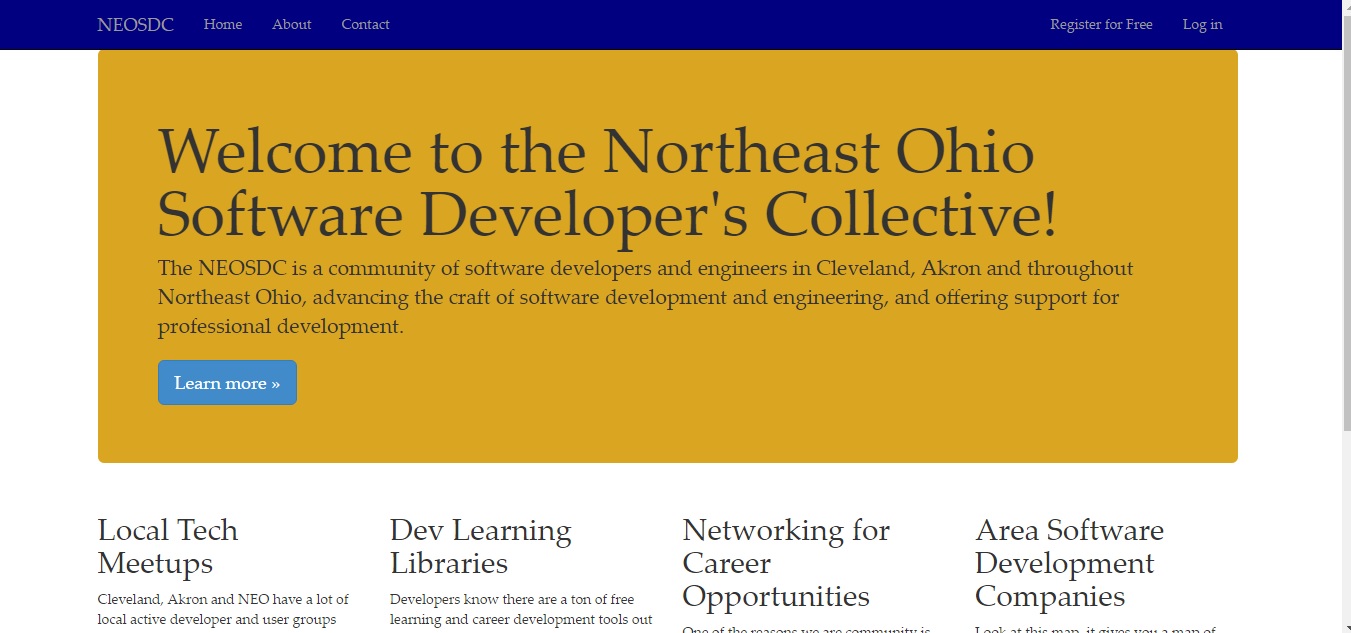 NEOSDC Home About Contact Register for Free Log in
Welcome to the Northeast Ohio
Software Developer's Collective!
The NEOSDC is a community of software developers and engineers in Cleveland, Akron and throughout
Northeast Ohio, advancing the craft of software development and engineering, and offering support for
professional development.
Learn more »
Local Tech
Meetups
Cleveland, Akron and NEO have a lot of
local active developer and user groups
Dev Learning
Libraries
Developers know there are a ton of free
learning and career development tools out
Networking for
Career
Opportunities
One of the reasons we are community is
Area Software
Development
Companies
Look at this map, it gives you a map of